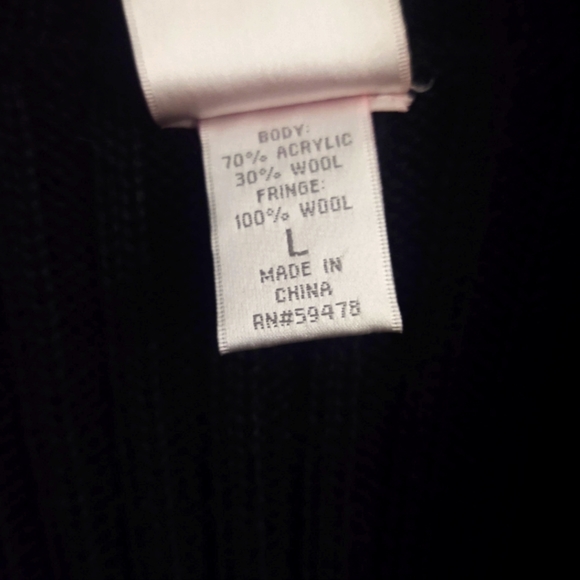 BODY:
70% ACRYLIC
30% WOOL
FRINGE:
100% WOOL
L
MADE IN
CHINA
RN#59478